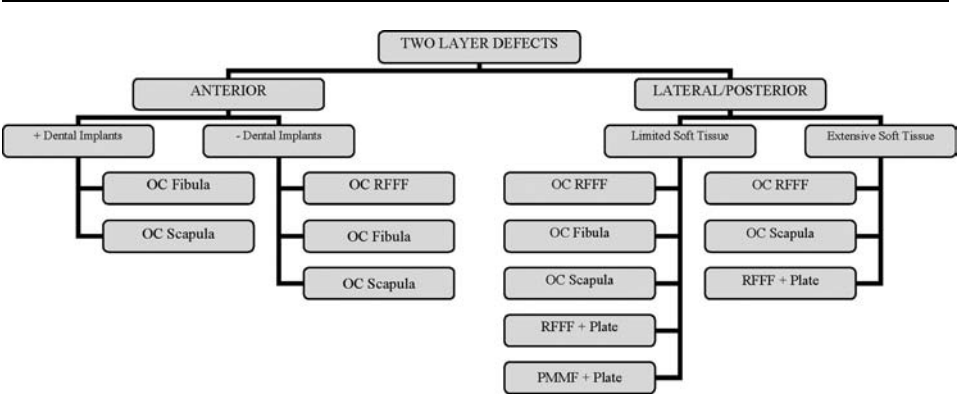 TWO LAYER DEFECTS
ANTERIOR
LATERAL/POSTERIOR
+ Dental Implants
- Dental Implants
Limited Soft Tissue
Extensive Soft Tissue
OC Fibula
OC Scapula
OC RFFF
OC Fibula
OC Scapula
OC RFFF
OC Fibula
OC Scapula
RFFF + Plate
PMMF + Plate
OC RFFF
OC Scapula
RFFF + Plate